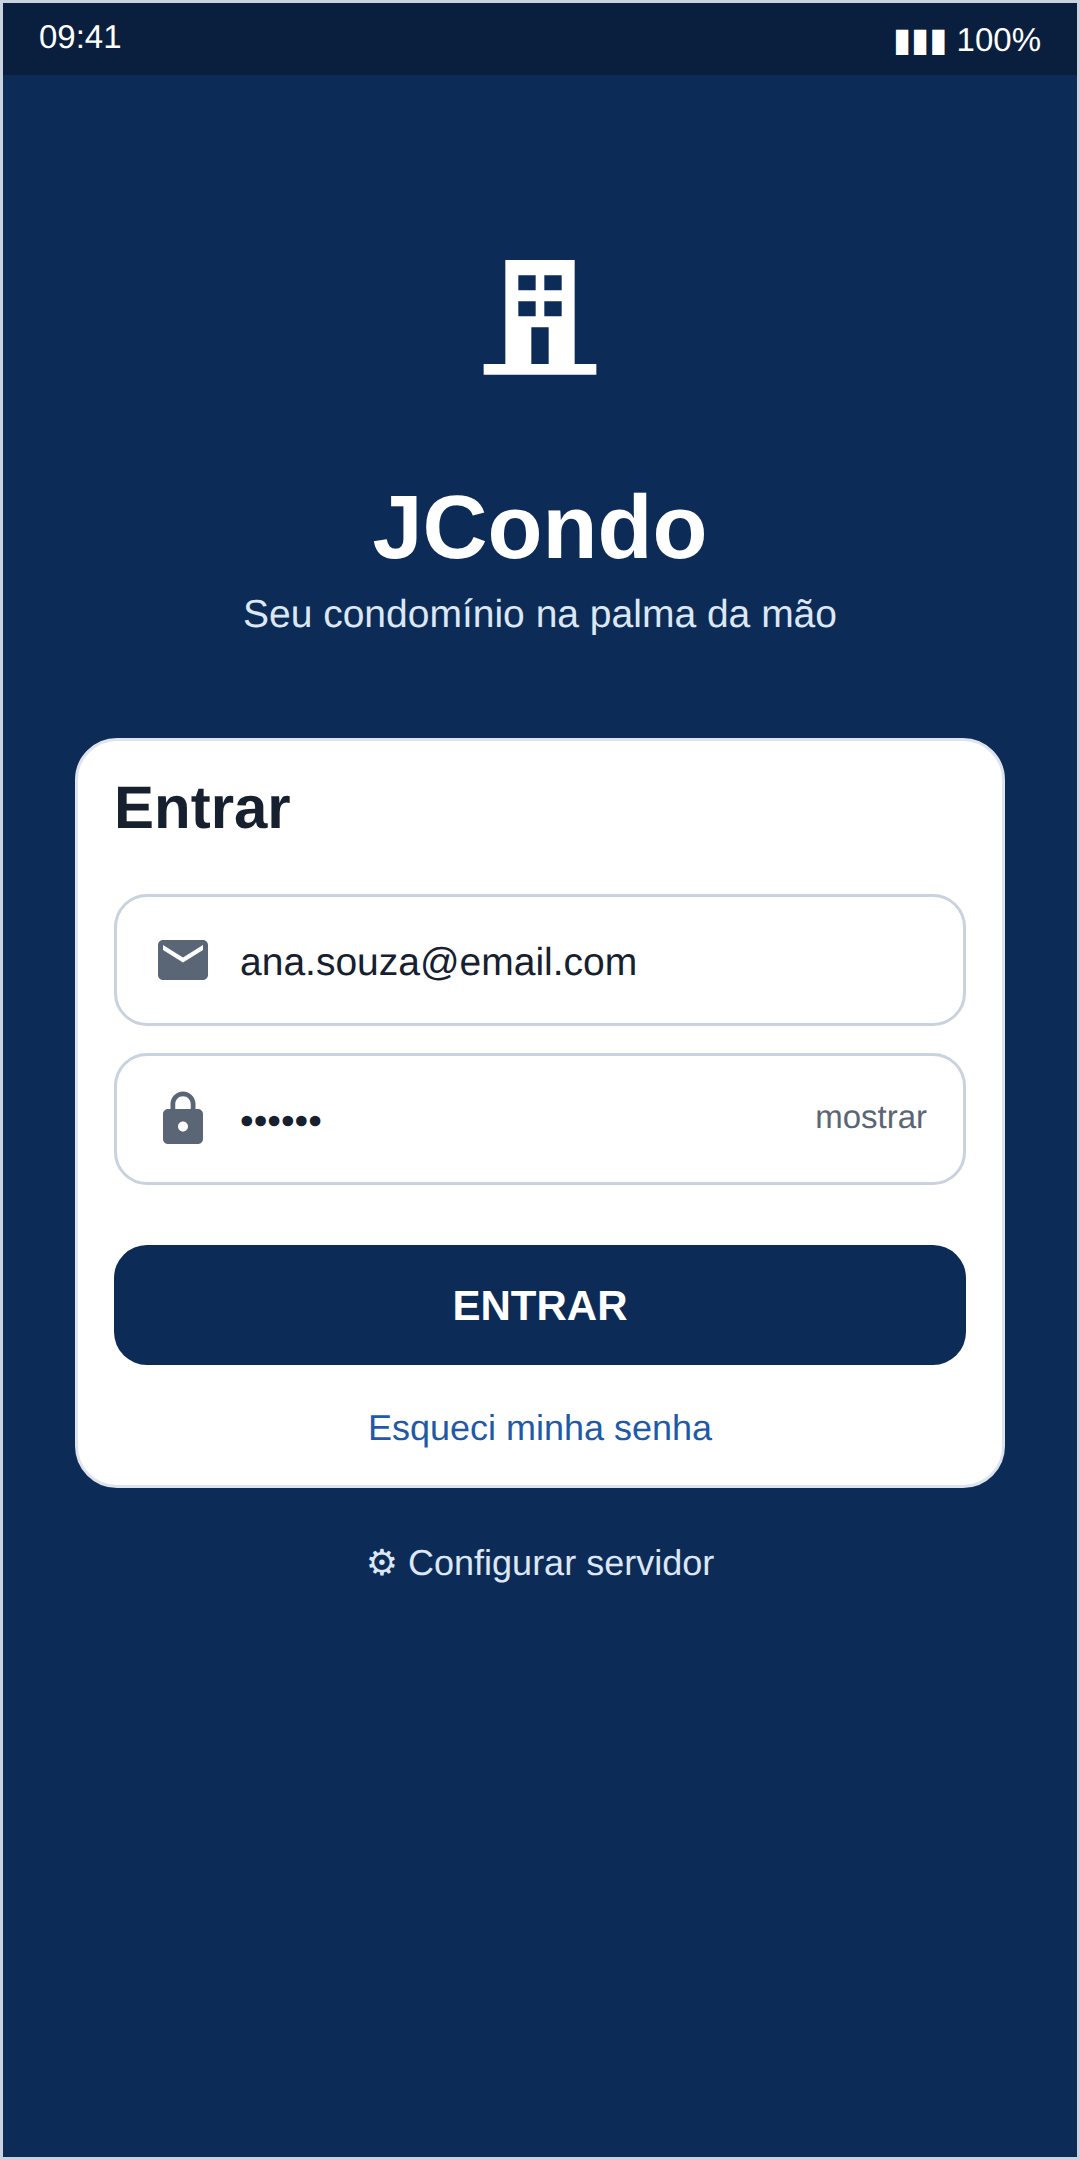 09:41
▮▮▮ 100%
JCondo
Seu condomínio na palma da mão
Entrar
ana.souza@email.com
••••••
mostrar
ENTRAR
Esqueci minha senha
⚙ Configurar servidor